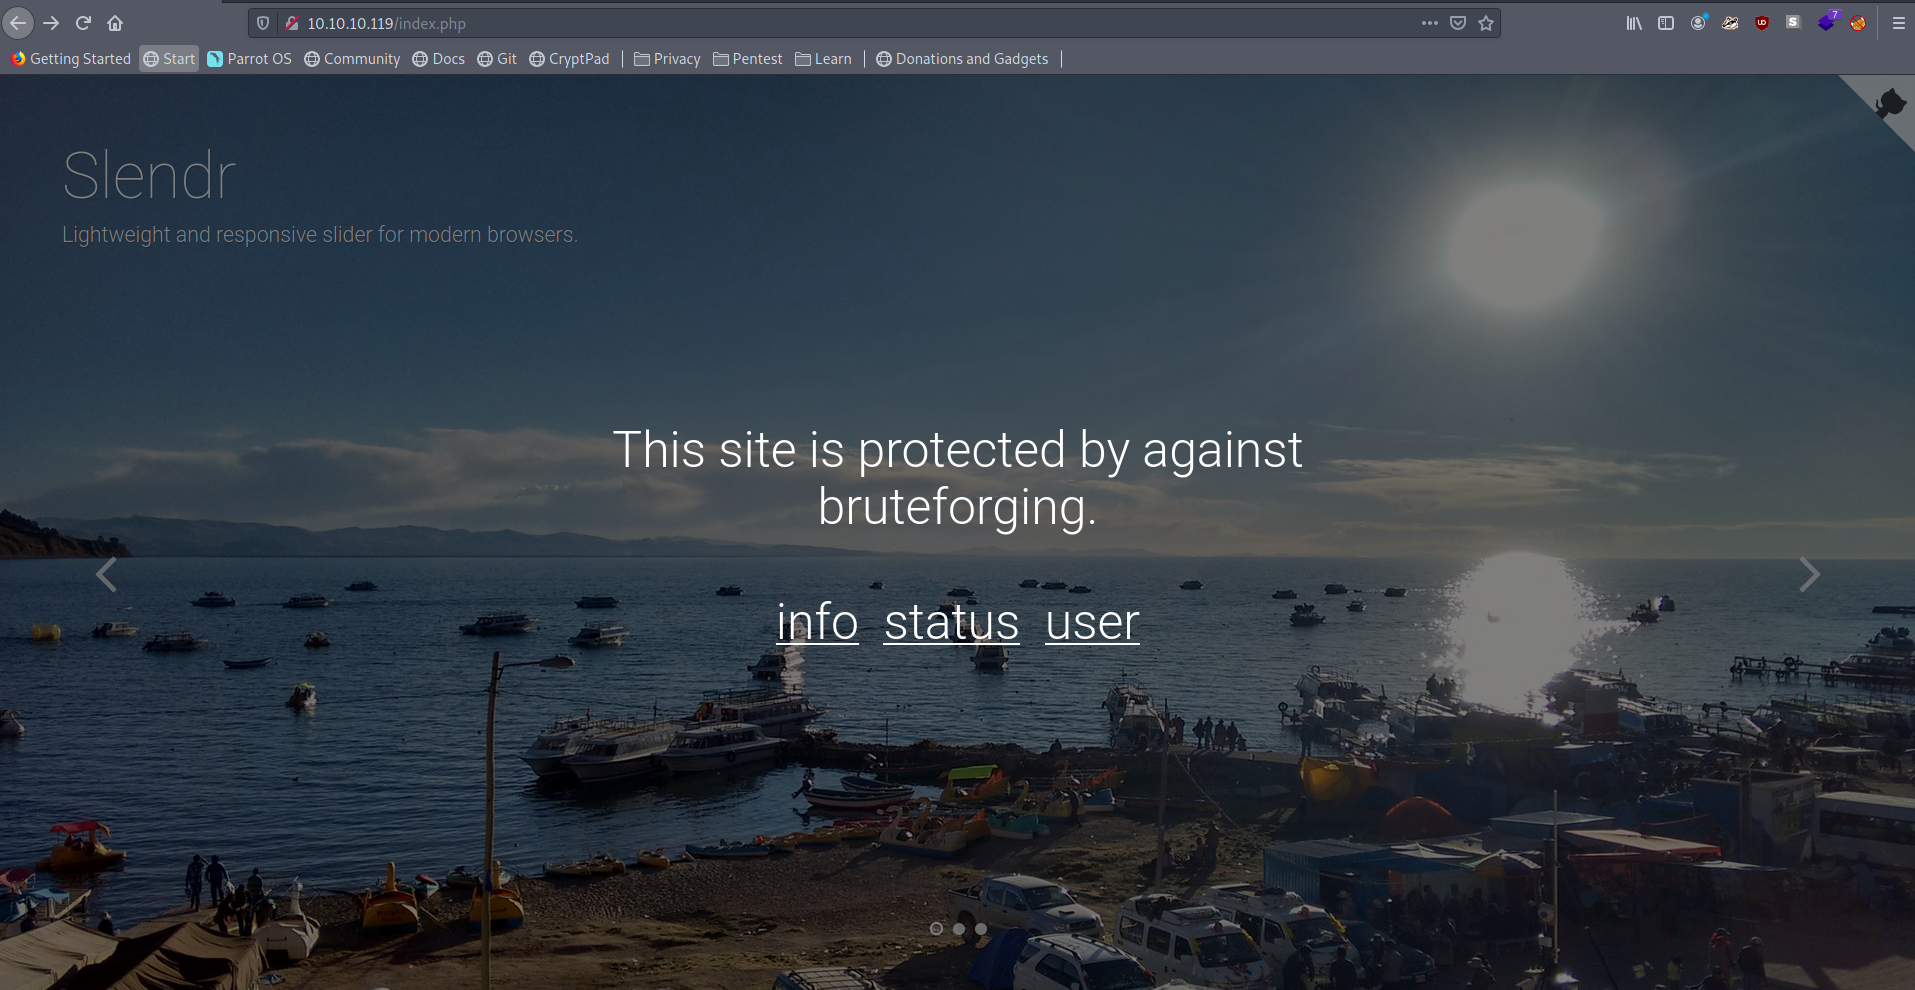 10.10.10.119/index.php
7
Getting Started Start Parrot OS Community Docs Git CryptPad Privacy Pentest Learn Donations and Gadgets
Slendr
Lightweight and responsive slider for modern browsers.
This site is protected by against
bruteforging.
info status user